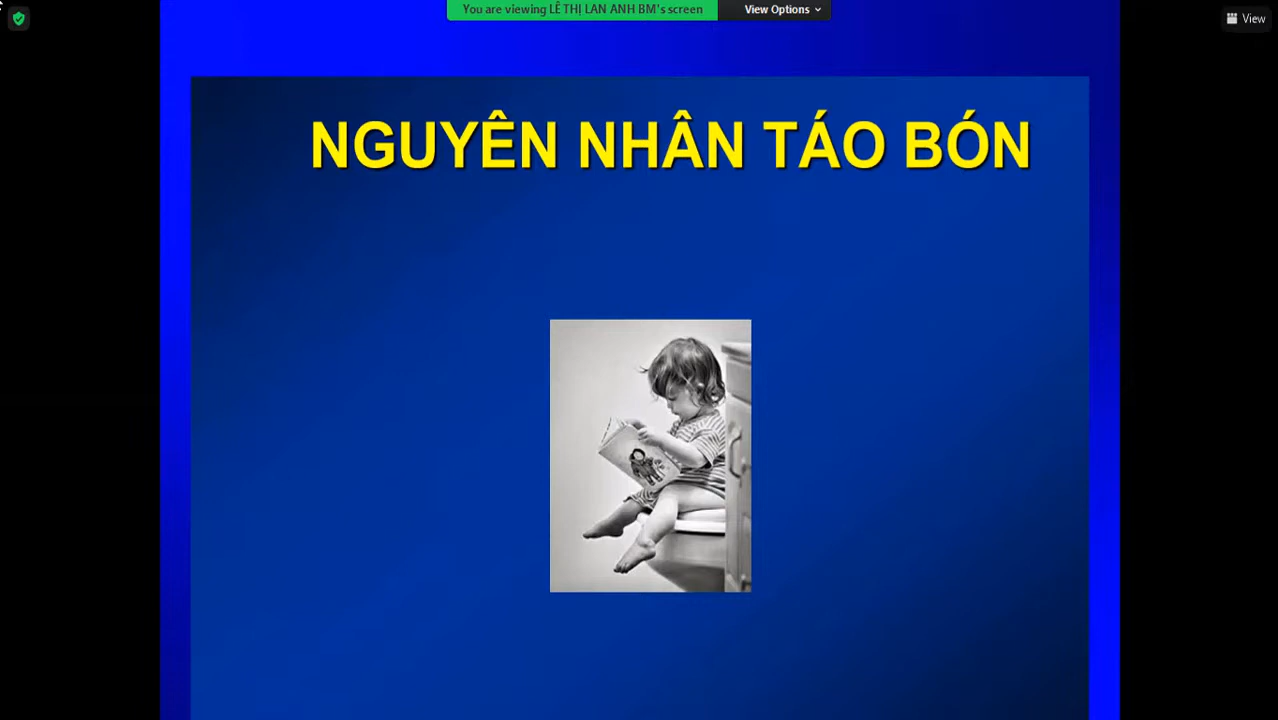 You are viewing LÊ THỊ LAN ANH BM's screen
View Options
View
NGUYÊN NHÂN TÁO BÓN